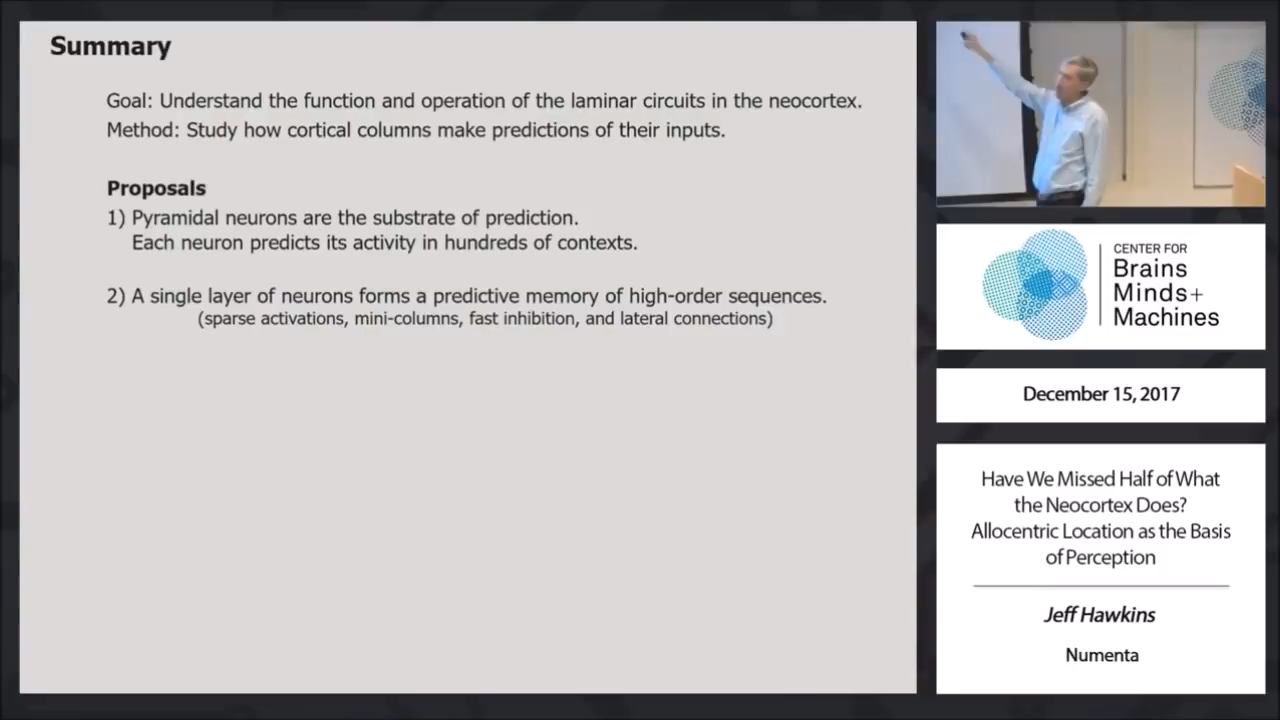 Summary
Goal: Understand the function and operation of the laminar circuits in the neocortex.
Method: Study how cortical columns make predictions of their inputs.
Proposals
1) Pyramidal neurons are the substrate of prediction.
Each neuron predicts its activity in hundreds of contexts.
2) A single layer of neurons forms a predictive memory of high-order sequences.
(sparse activations, mini-columns, fast inhibition, and lateral connections)
CENTER FOR
Brains
Minds+
Machines
December 15, 2017
Have We Missed Half of What
the Neocortex Does?
Allocentric Location as the Basis
of Perception
Jeff Hawkins
Numenta